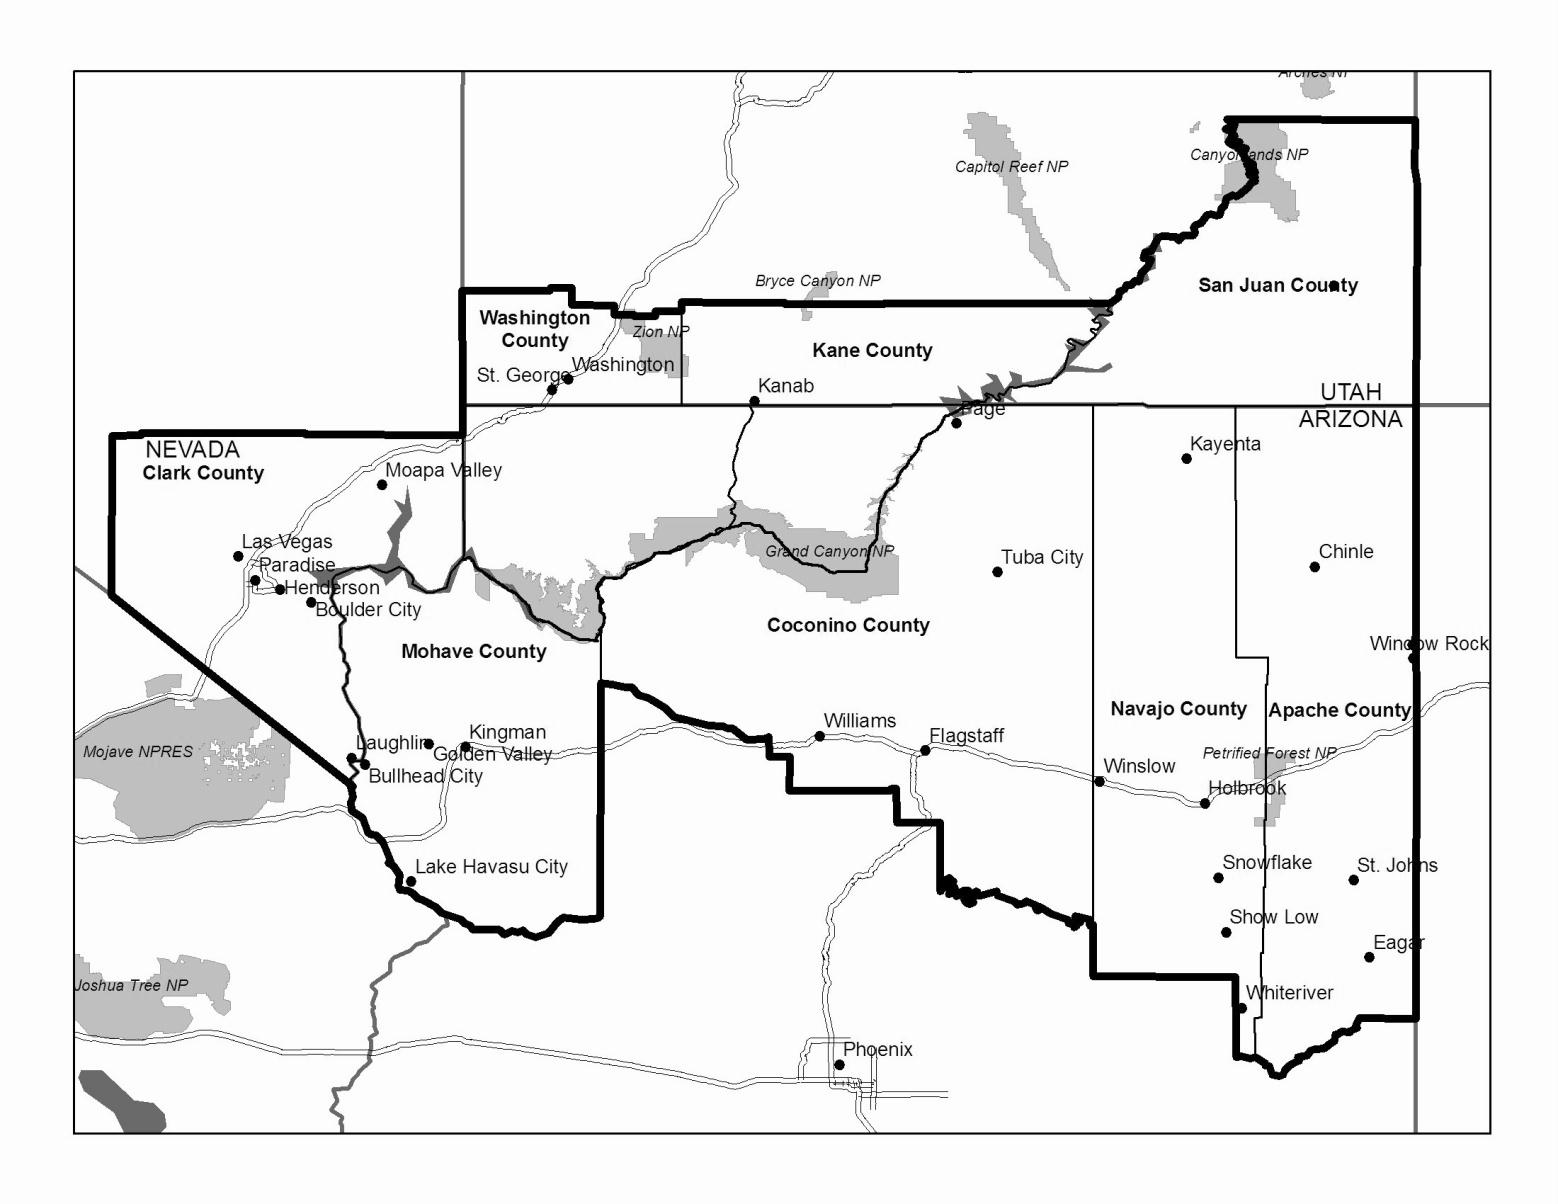 Arches NP
Canyonlands NP
Capitol Reef NP
Bryce Canyon NP
San Juan County
Washington
County
Zion NP
Kane County
St. George
Washington
Kanab
UTAH
Page
ARIZONA
NEVADA
Clark County
Moapa Valley
Kayenta
Las Vegas
Paradise
Henderson
Boulder City
Grand Canyon NP
Tuba City
Chinle
Coconino County
Mohave County
Window Rock
Navajo County
Apache County
Williams
Flagstaff
Kingman
Laughlin
Golden Valley
Bullhead City
Mojave NPRES
Petrified Forest NP
Winslow
Holbrook
Lake Havasu City
Snowflake
St. Johns
Show Low
Eagar
Joshua Tree NP
Whiteriver
Phoenix